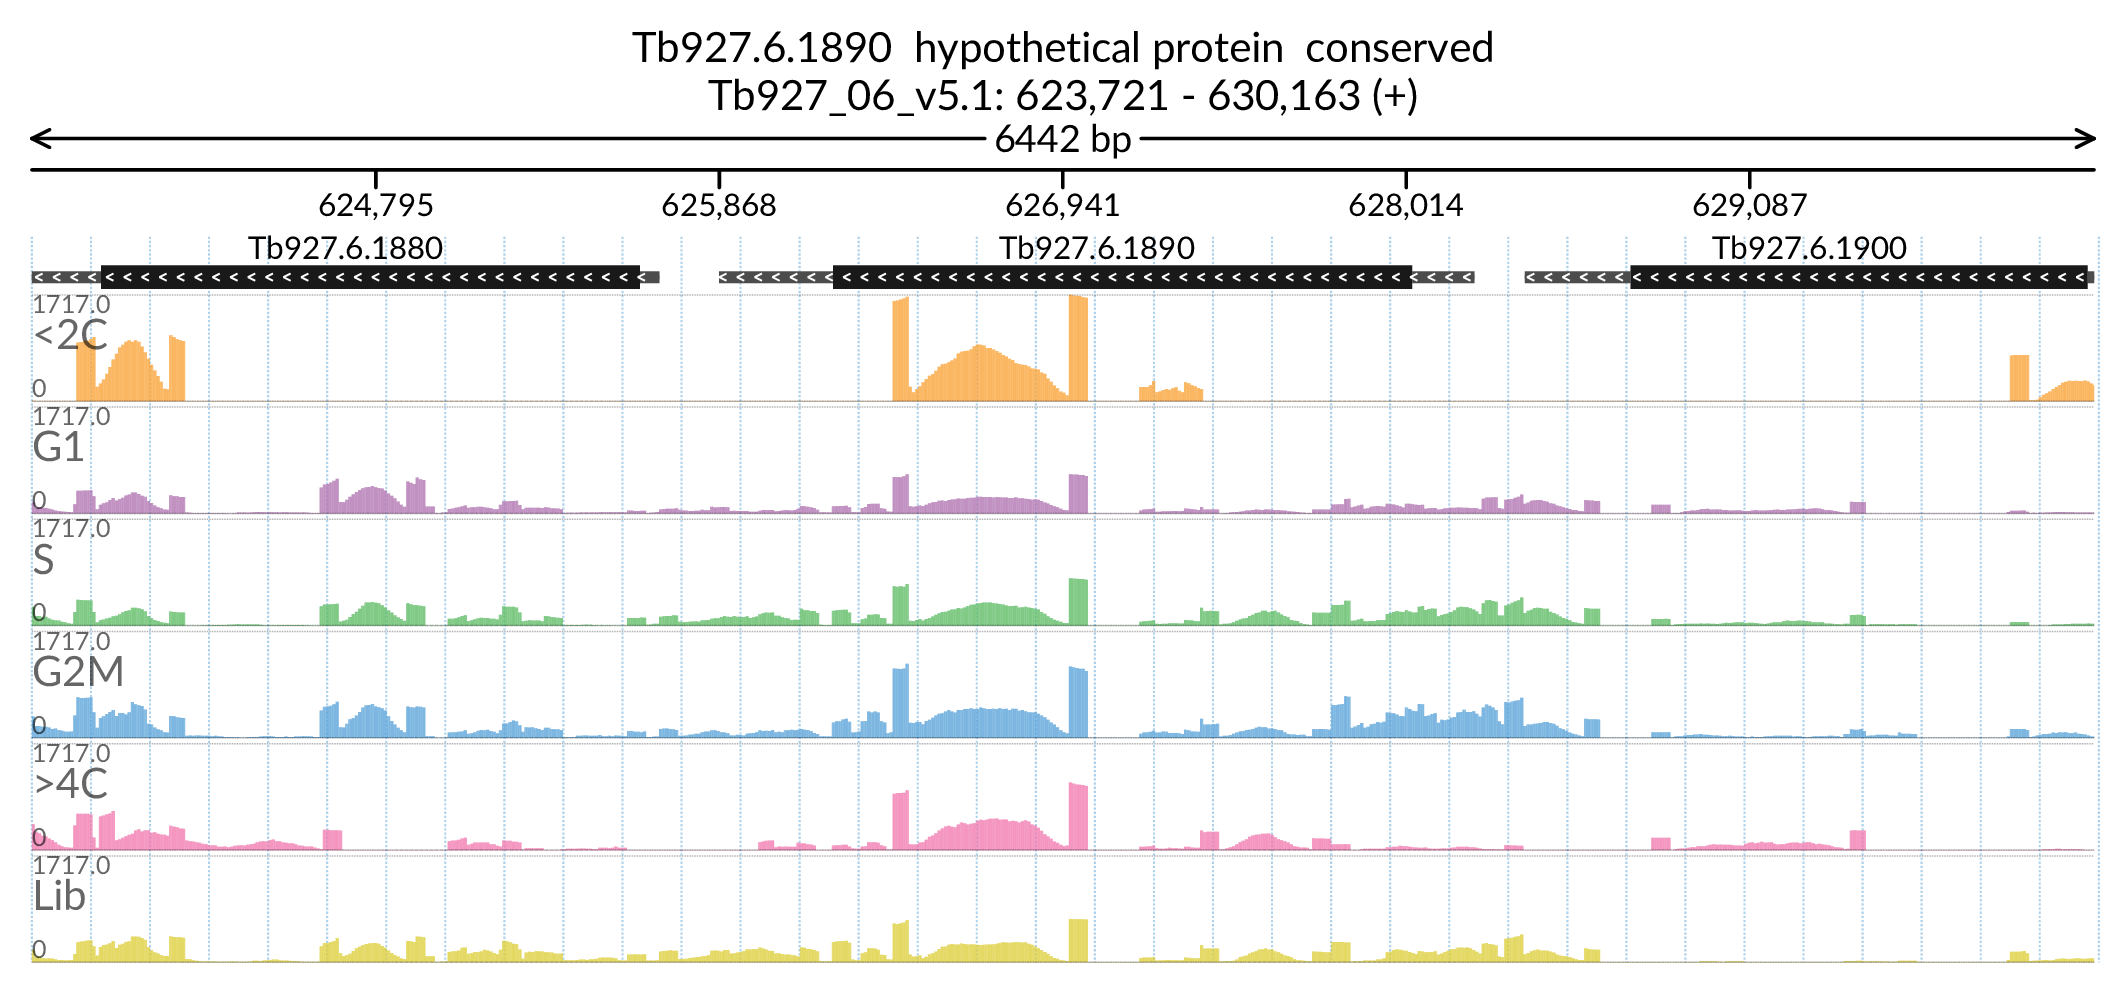 Tb927.6.1890  hypothetical protein  conserved
Tb927_06_v5.1: 623,721 - 630,163 (+)
6442 bp
624,795 625,868 626,941 628,014 629,087
Tb927.6.1880 Tb927.6.1890 Tb927.6.1900
1717.0
<2C
0
1717.0
G1
0
1717.0
S
0
1717.0
G2M
0
1717.0
>4C
0
1717.0
Lib
0